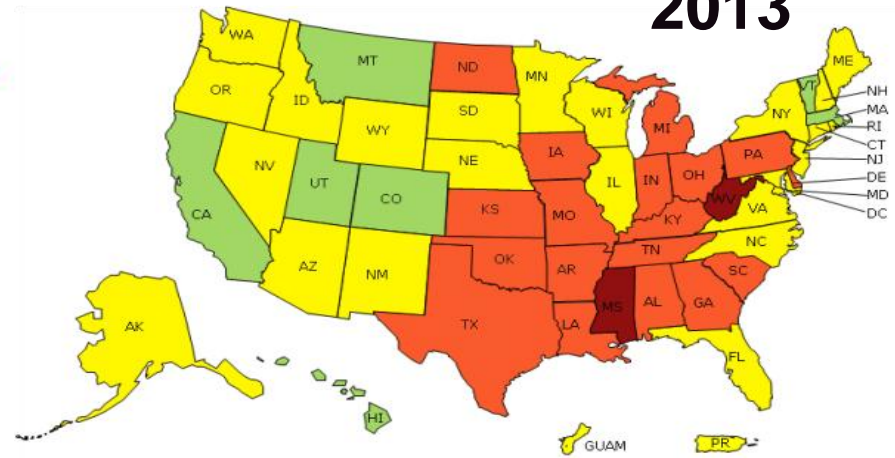 2013
WA
MT
ND
MN
ME
VT
NH
MA
RI
CT
NJ
DE
MD
DC
OR
ID
SD
WI
NY
MI
WY
IA
PA
NE
IL
IN
OH
NV
UT
CO
WV
VA
CA
KS
MO
KY
NC
AZ
NM
OK
AR
TN
SC
MS
AL
GA
TX
LA
AK
FL
HI
GUAM
PR